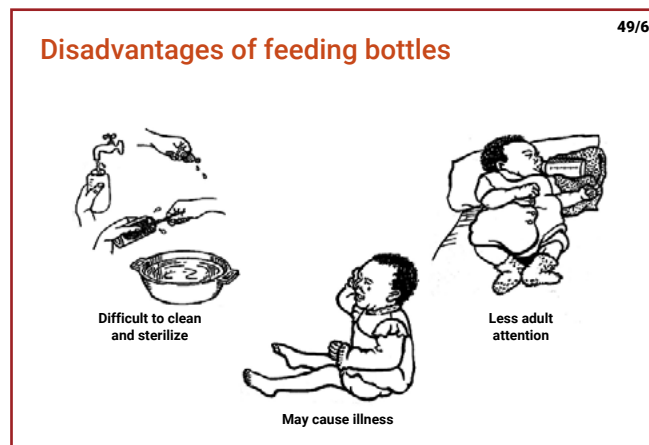 49/6
Disadvantages of feeding bottles
Difficult to clean
and sterilize
Less adult
attention
May cause illness